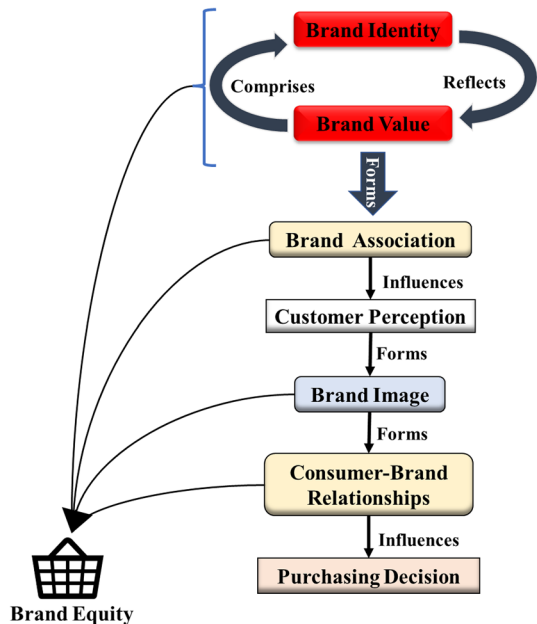 Brand Identity
Comprises
Reflects
Brand Value
Forms
Brand Association
Influences
Customer Perception
Forms
Brand Image
Forms
Consumer-Brand
Relationships
Influences
Purchasing Decision
Brand Equity